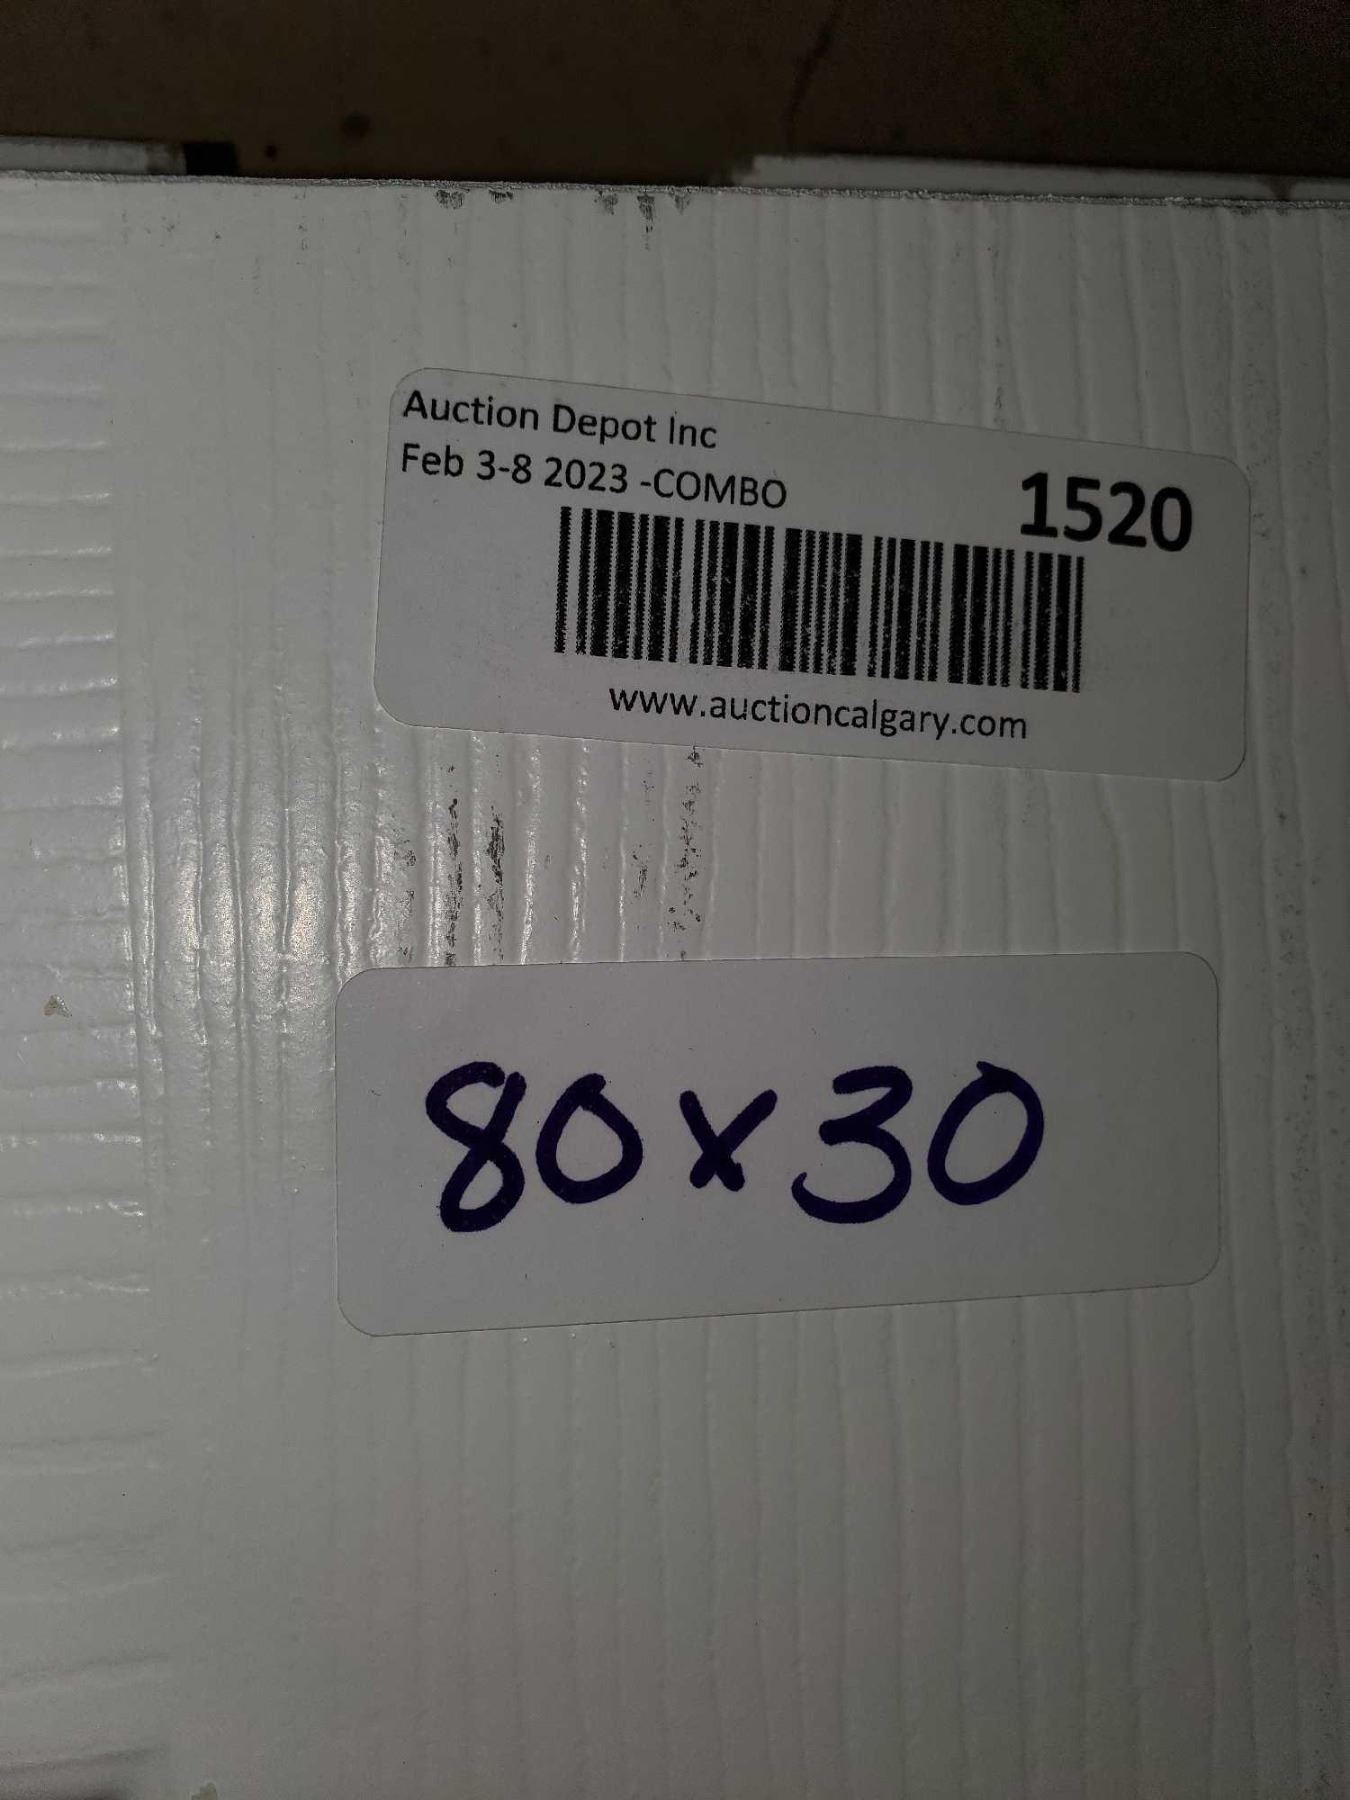 Auction Depot Inc
Feb 3-8 2023 -COMBO
1520
www.auctioncalgary.com
80x30